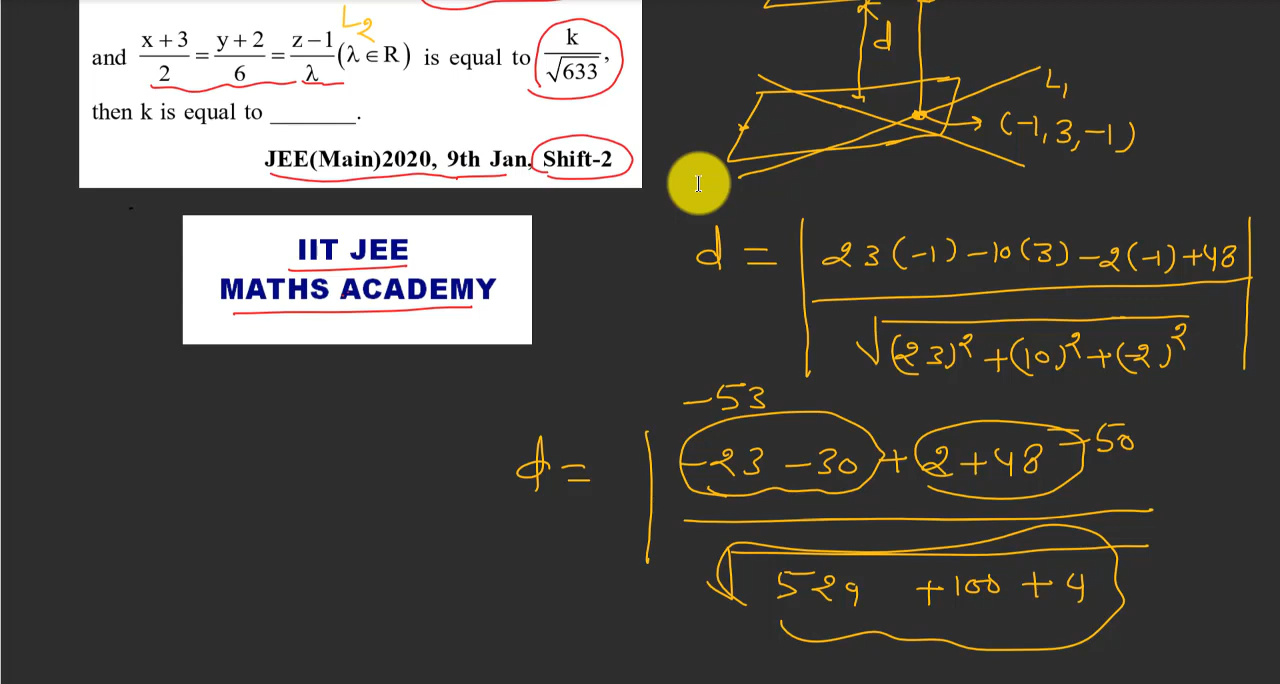 L2
and x+3/2 = y+2/6 = z−1/λ (λ ∈ R) is equal to k/√633,
then k is equal to ________.
JEE(Main)2020, 9th Jan, Shift-2
IIT JEE
MATHS ACADEMY
d
L1
(-1, 3, -1)
d = | 23(-1) -10(3) -2(-1) +48 / √(23)² +(10)² +(-2)² |
-53
d = | -23 -30 + 2+48 / √529 +100 +4
-50